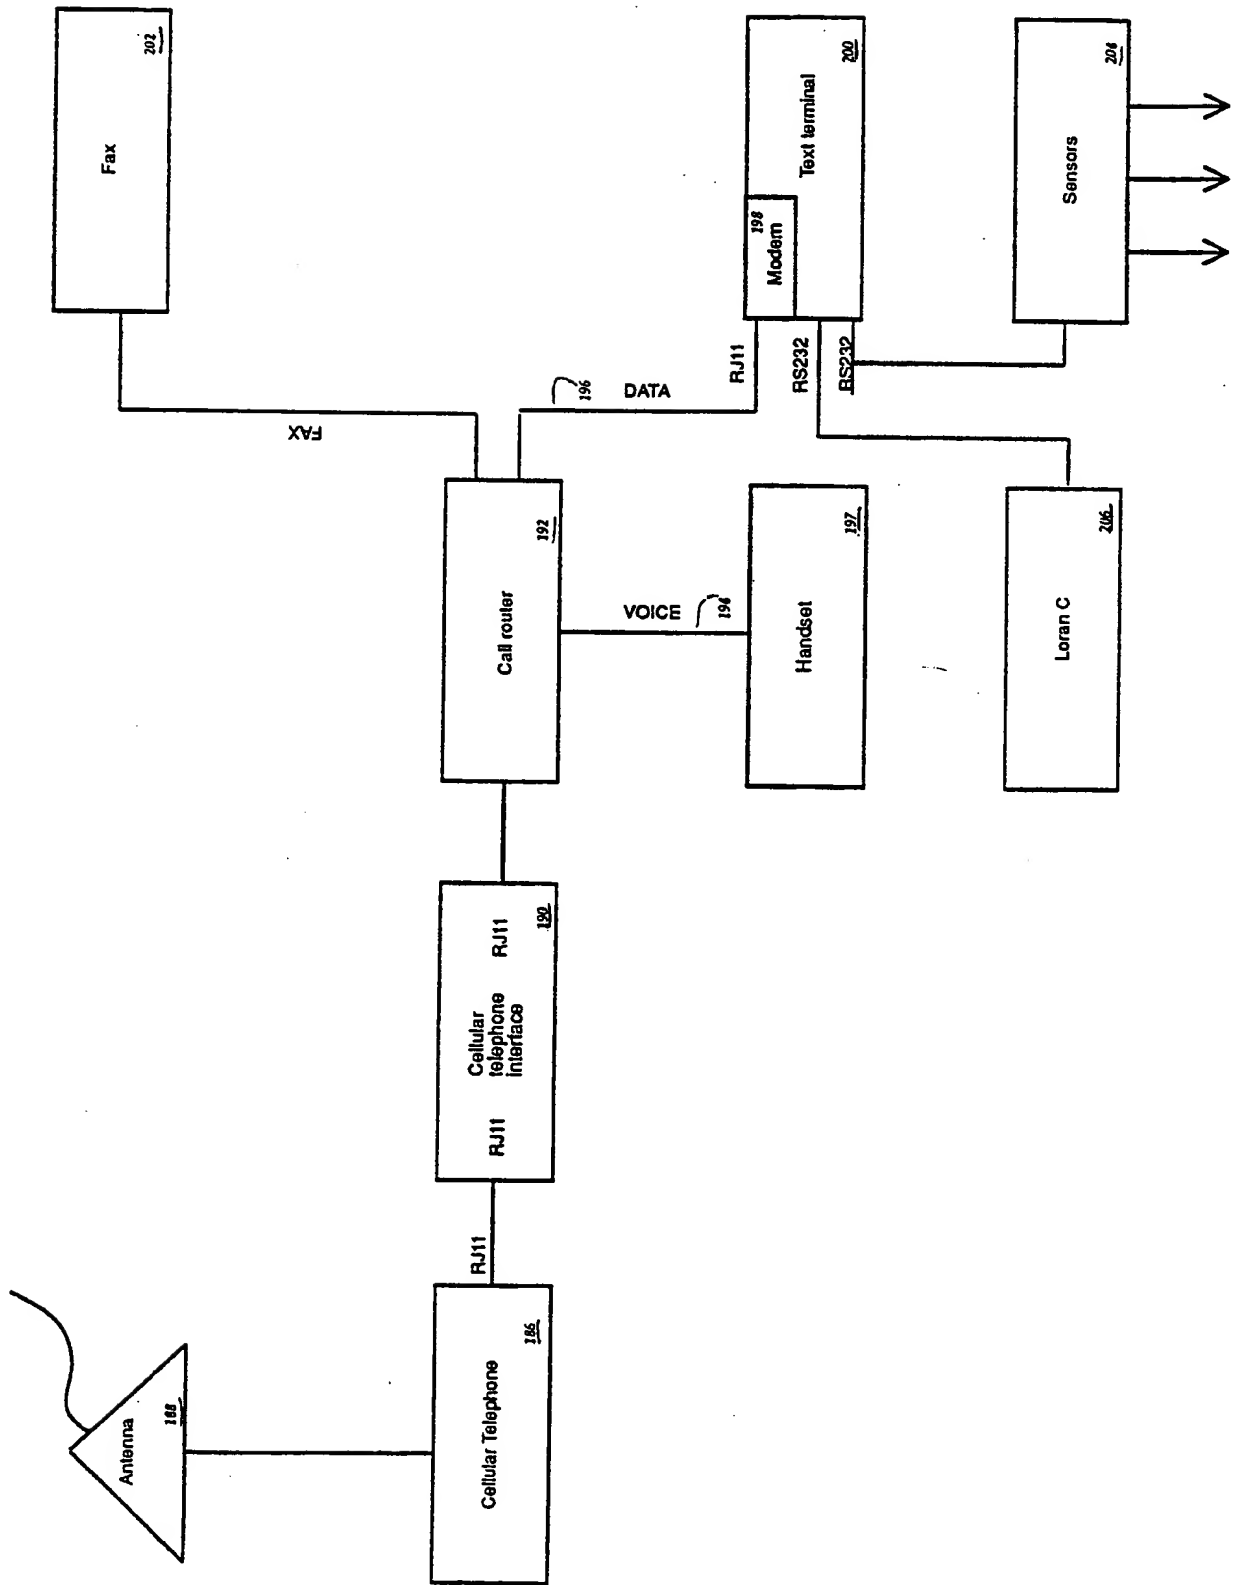 Antenna
188
Cellular Telephone
186
RJ11
RJ11
Cellular
telephone
interface
RJ11
190
Call router
192
FAX
Fax
202
VOICE
194
Handset
197
DATA
196
RJ11
RS232
RS232
Modem
198
Text terminal
200
Loran C
206
Sensors
204